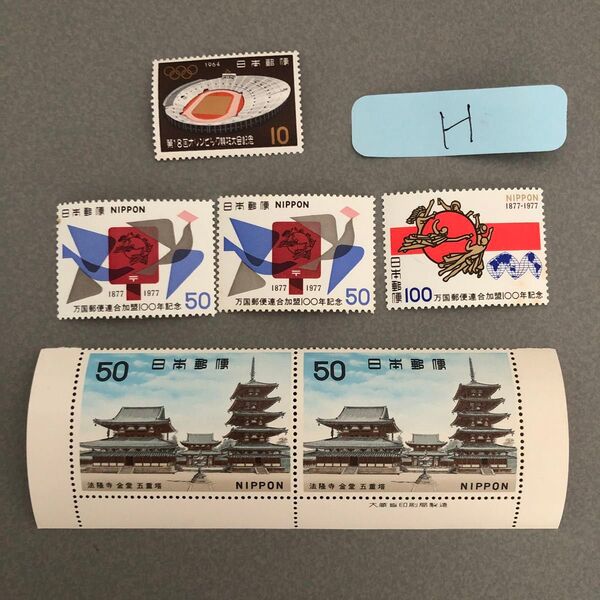 1964
日本郵便
第18回オリンピック競技大会記念
10
H
日本郵便 NIPPON
1877 1977
50
万国郵便連合加盟100年記念
日本郵便 NIPPON
1877 1977
50
万国郵便連合加盟100年記念
NIPPON
1877-1977
日本郵便
100
万国郵便連合加盟100年記念
50 日本郵便
法隆寺 金堂 五重塔 NIPPON
50 日本郵便
法隆寺 金堂 五重塔 NIPPON
大蔵省印刷局製造